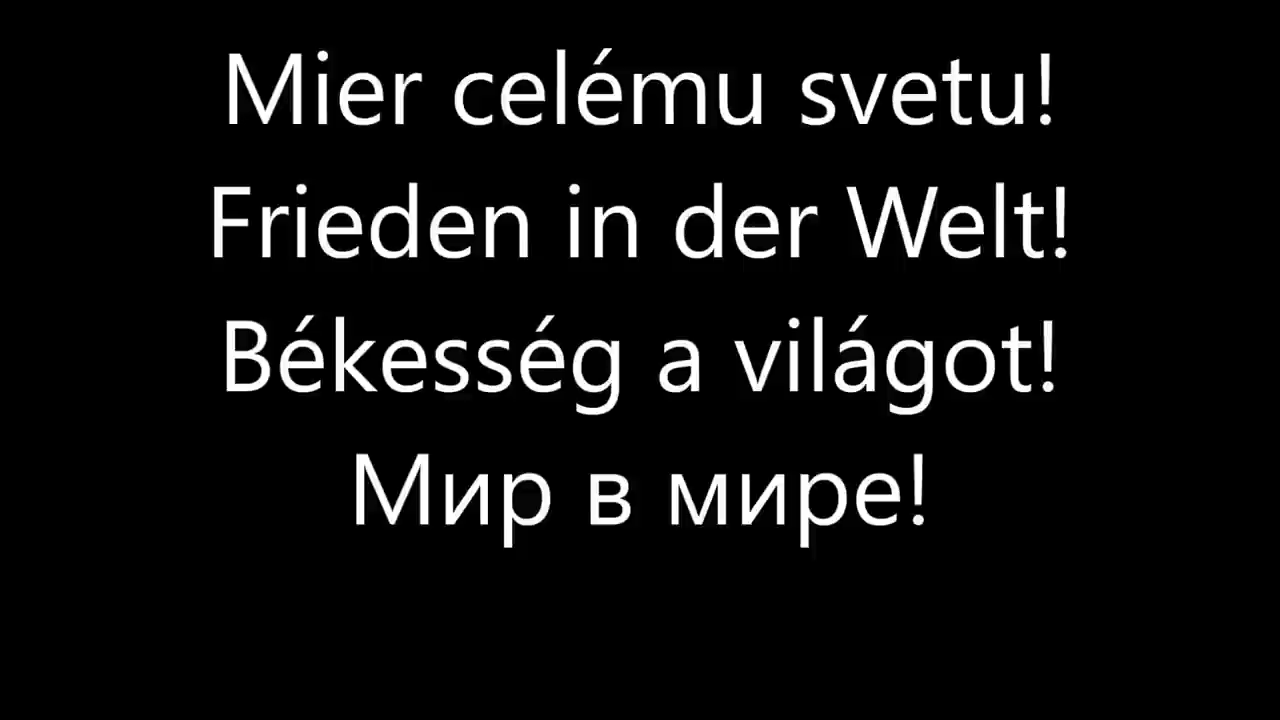 Mier celému svetu!
Frieden in der Welt!
Békesség a világot!
Мир в мире!